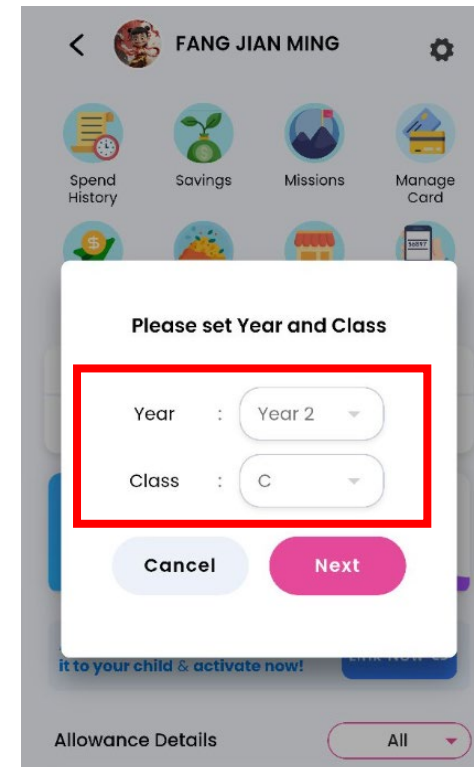 FANG JIAN MING
Spend History
Savings
Missions
Manage Card
Please set Year and Class
Year : Year 2
Class : C
Cancel
Next
it to your child & activate now!
Allowance Details
All